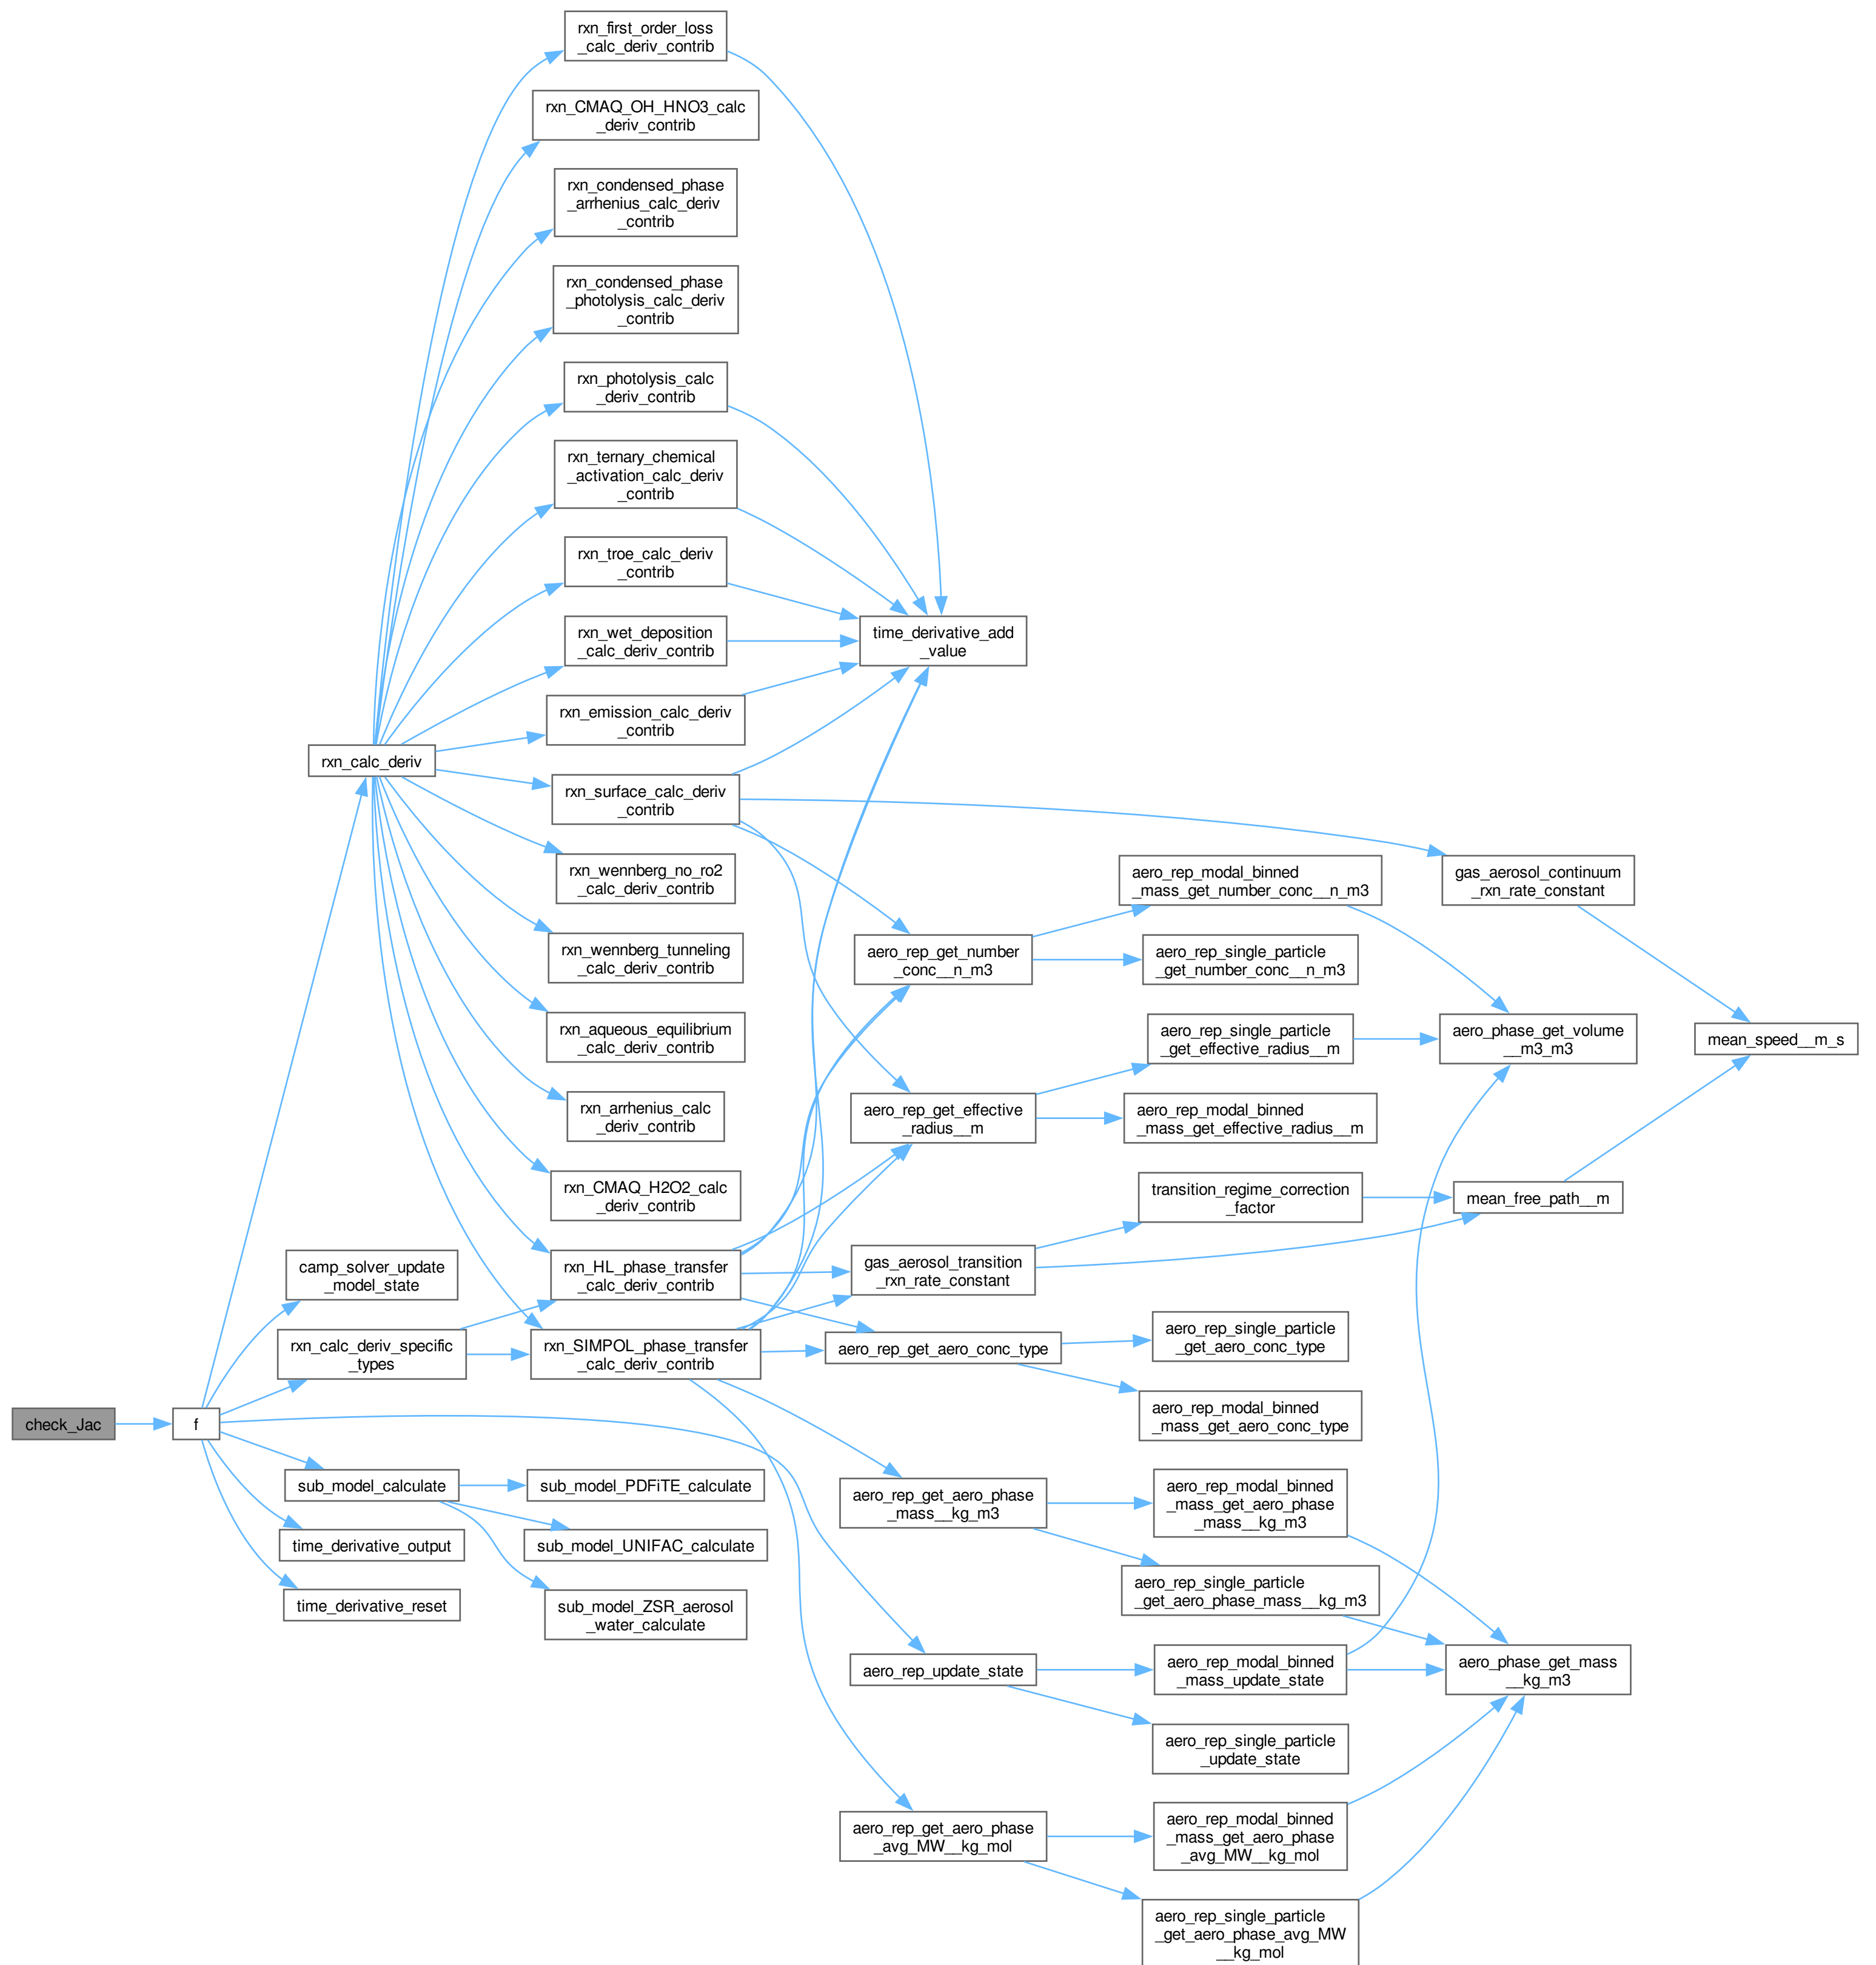 rxn_first_order_loss
_calc_deriv_contrib
rxn_CMAQ_OH_HNO3_calc
_deriv_contrib
rxn_condensed_phase
_arrhenius_calc_deriv
_contrib
rxn_condensed_phase
_photolysis_calc_deriv
_contrib
rxn_photolysis_calc
_deriv_contrib
rxn_ternary_chemical
_activation_calc_deriv
_contrib
rxn_troe_calc_deriv
_contrib
rxn_wet_deposition
_calc_deriv_contrib
time_derivative_add
_value
rxn_emission_calc_deriv
_contrib
rxn_calc_deriv
rxn_surface_calc_deriv
_contrib
rxn_wennberg_no_ro2
_calc_deriv_contrib
aero_rep_modal_binned
_mass_get_number_conc__n_m3
gas_aerosol_continuum
_rxn_rate_constant
rxn_wennberg_tunneling
_calc_deriv_contrib
aero_rep_get_number
_conc__n_m3
aero_rep_single_particle
_get_number_conc__n_m3
rxn_aqueous_equilibrium
_calc_deriv_contrib
aero_rep_single_particle
_get_effective_radius__m
aero_phase_get_volume
__m3_m3
mean_speed__m_s
rxn_arrhenius_calc
_deriv_contrib
aero_rep_get_effective
_radius__m
aero_rep_modal_binned
_mass_get_effective_radius__m
rxn_CMAQ_H2O2_calc
_deriv_contrib
transition_regime_correction
_factor
mean_free_path__m
camp_solver_update
_model_state
rxn_HL_phase_transfer
_calc_deriv_contrib
gas_aerosol_transition
_rxn_rate_constant
rxn_calc_deriv_specific
_types
rxn_SIMPOL_phase_transfer
_calc_deriv_contrib
aero_rep_get_aero_conc_type
aero_rep_single_particle
_get_aero_conc_type
check_Jac
f
aero_rep_modal_binned
_mass_get_aero_conc_type
sub_model_calculate
sub_model_PDFiTE_calculate
aero_rep_get_aero_phase
_mass__kg_m3
aero_rep_modal_binned
_mass_get_aero_phase
_mass__kg_m3
time_derivative_output
sub_model_UNIFAC_calculate
aero_rep_single_particle
_get_aero_phase_mass__kg_m3
time_derivative_reset
sub_model_ZSR_aerosol
_water_calculate
aero_rep_update_state
aero_rep_modal_binned
_mass_update_state
aero_phase_get_mass
__kg_m3
aero_rep_single_particle
_update_state
aero_rep_get_aero_phase
_avg_MW__kg_mol
aero_rep_modal_binned
_mass_get_aero_phase
_avg_MW__kg_mol
aero_rep_single_particle
_get_aero_phase_avg_MW
__kg_mol